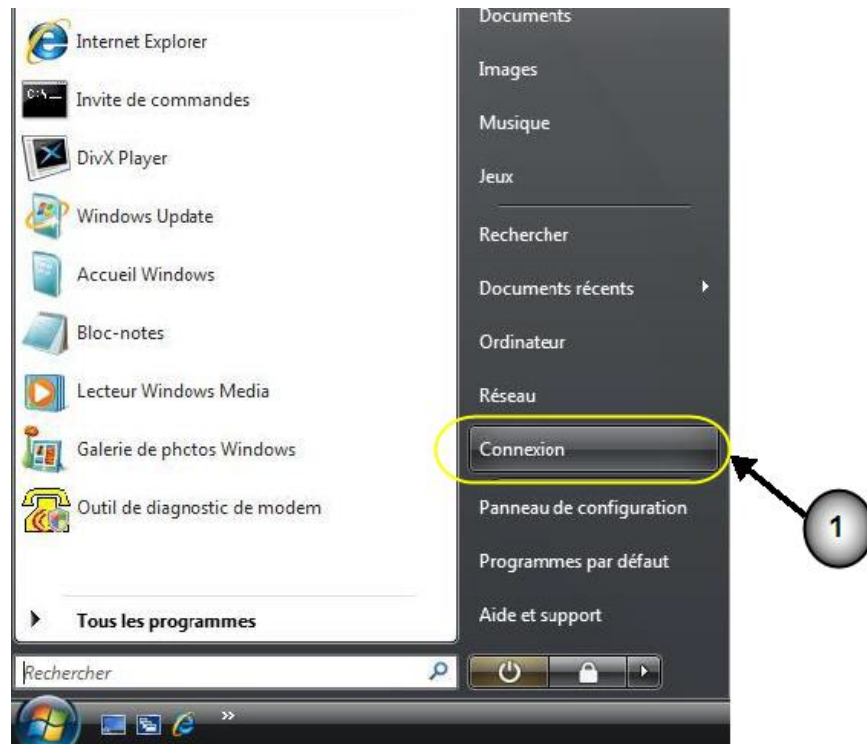 Internet Explorer
Invite de commandes
DivX Player
Windows Update
Accueil Windows
Bloc-notes
Lecteur Windows Media
Galerie de photos Windows
Outil de diagnostic de modem
Tous les programmes
Rechercher
Documents
Images
Musique
Jeux
Rechercher
Documents récents
Ordinateur
Réseau
Connexion
Panneau de configuration
Programmes par défaut
Aide et support
1